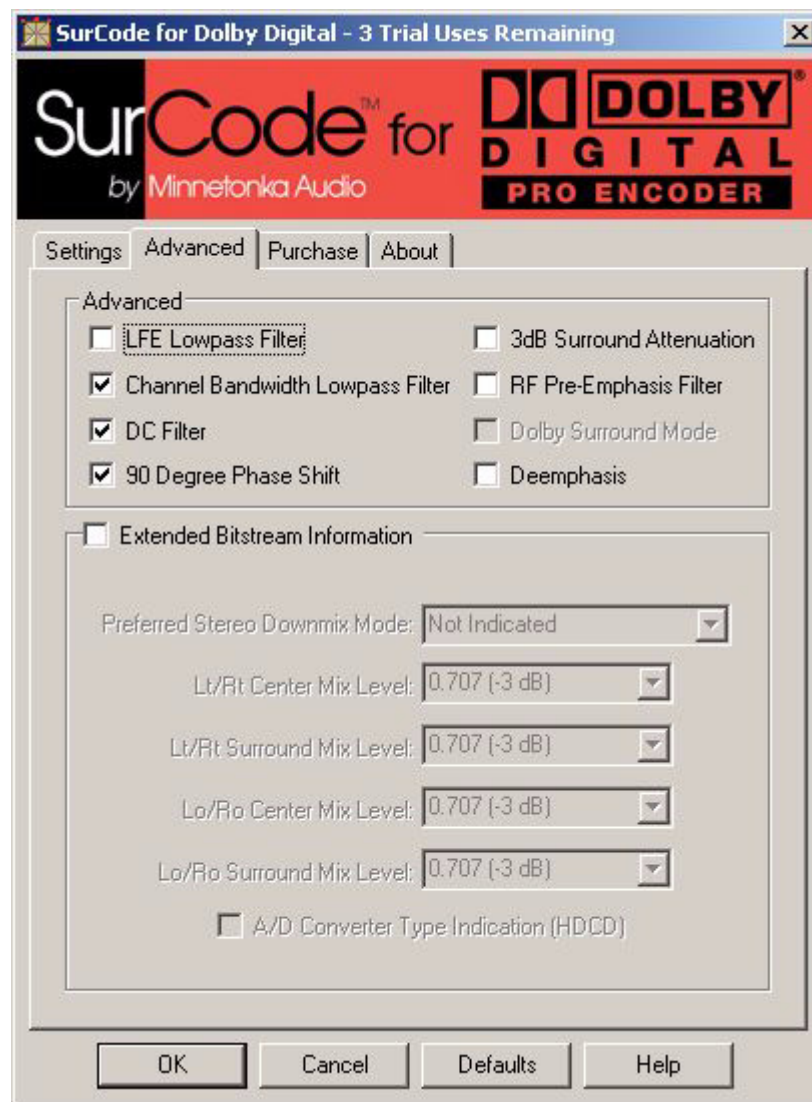 SurCode for Dolby Digital - 3 Trial Uses Remaining
SurCode™ for
by Minnetonka Audio
DOLBY®
DIGITAL
PRO ENCODER
Settings Advanced Purchase About
Advanced
LFE Lowpass Filter 3dB Surround Attenuation
Channel Bandwidth Lowpass Filter RF Pre-Emphasis Filter
DC Filter Dolby Surround Mode
90 Degree Phase Shift Deemphasis
Extended Bitstream Information
Preferred Stereo Downmix Mode: Not Indicated
Lt/Rt Center Mix Level: 0.707 (-3 dB)
Lt/Rt Surround Mix Level: 0.707 (-3 dB)
Lo/Ro Center Mix Level: 0.707 (-3 dB)
Lo/Ro Surround Mix Level: 0.707 (-3 dB)
A/D Converter Type Indication (HDCD)
OK Cancel Defaults Help